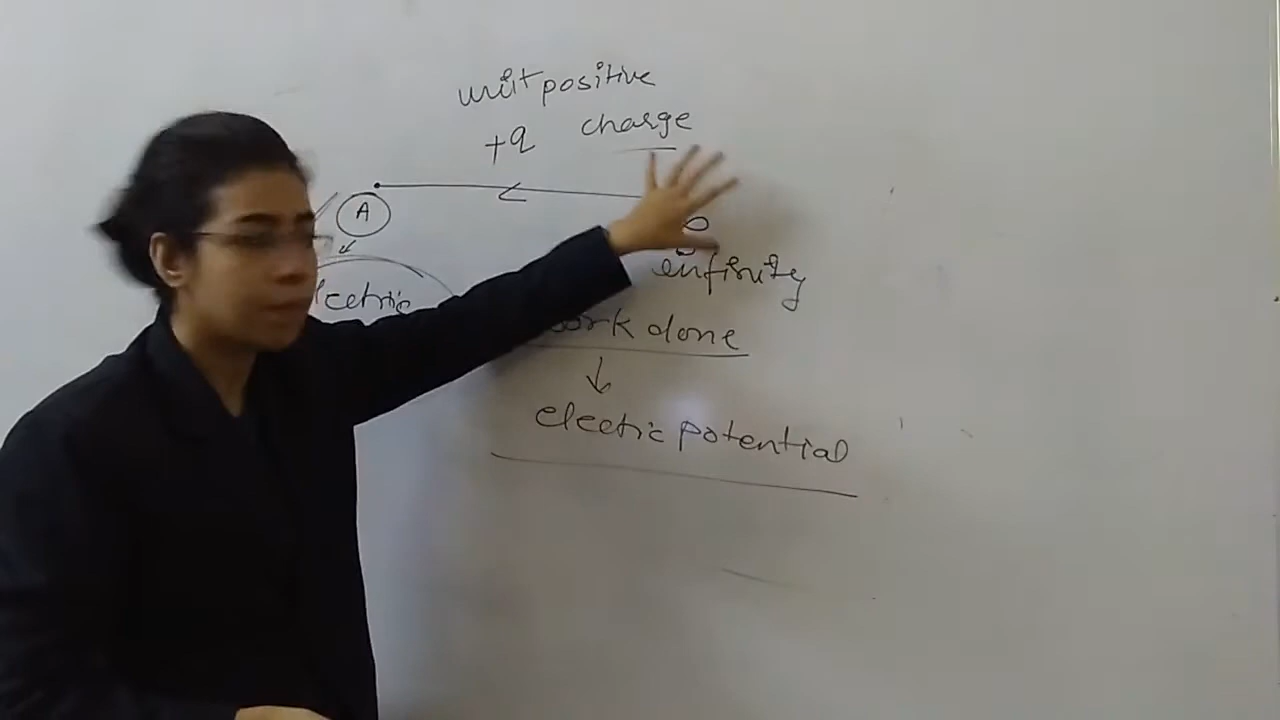 unit positive
+q charge
A
infinity
electric
work done
electric potential